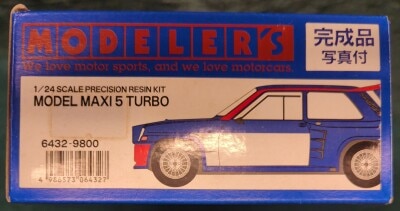 MODELER'S
We love motor sports, and we love motorcars.
完成品
写真付
1/24 SCALE PRECISION RESIN KIT
MODEL MAXI 5 TURBO
6432-9800